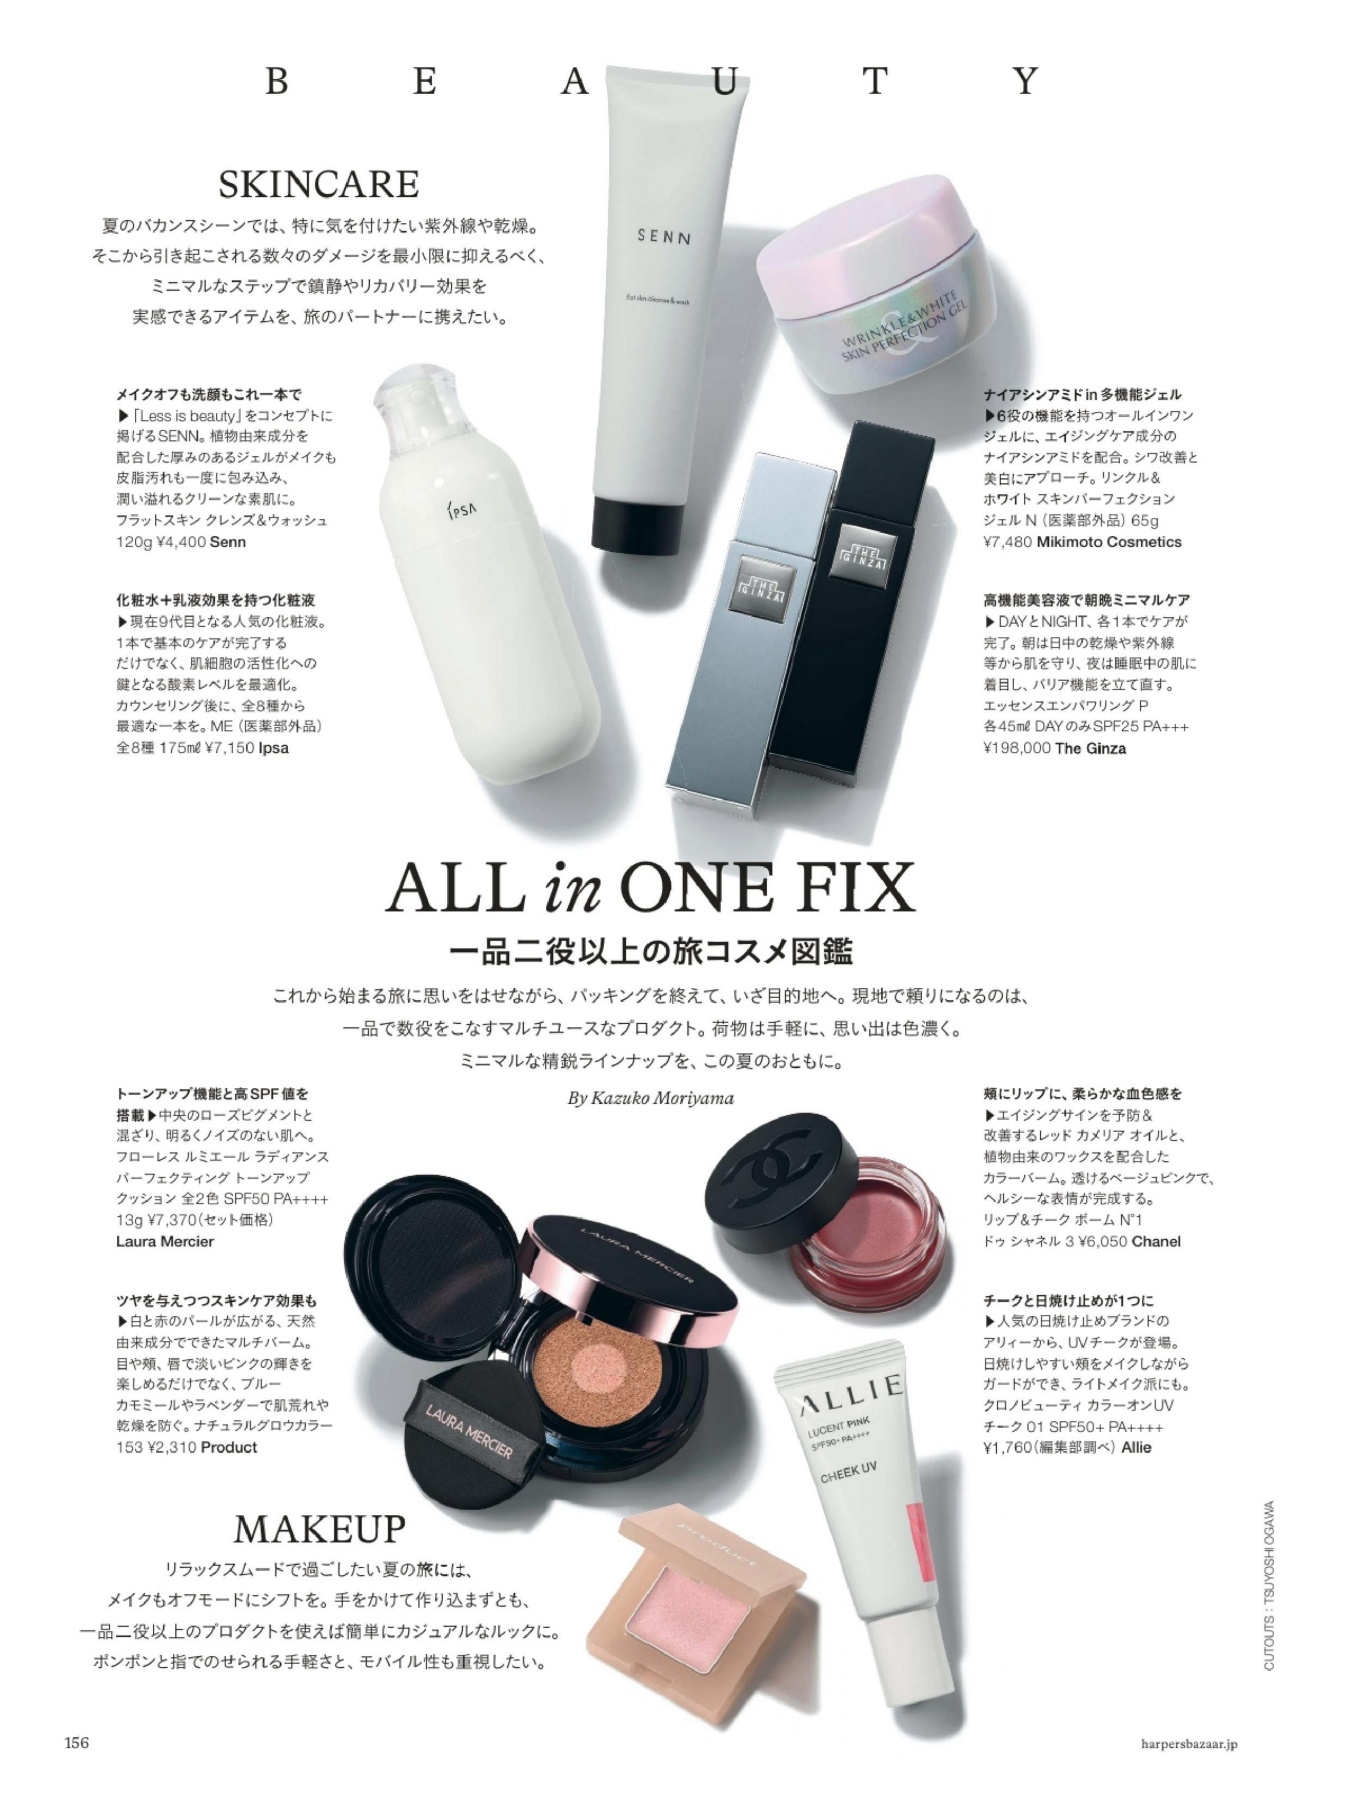 BEAUTY
SKINCARE
夏のバカンスシーンでは、特に気を付けたい紫外線や乾燥。
そこから引き起こされる数々のダメージを最小限に抑えるべく、
ミニマルなステップで鎮静やリカバリー効果を
実感できるアイテムを、旅のパートナーに携えたい。
SENN
flat skin cleanse & wash
WRINKLE&WHITE
SKIN PERFECTION GEL
&
メイクオフも洗顔もこれ一本で
▶「Less is beauty」をコンセプトに
掲げるSENN。植物由来成分を
配合した厚みのあるジェルがメイクも
皮脂汚れも一度に包み込み、
潤い溢れるクリーンな素肌に。
フラットスキン クレンズ&ウォッシュ
120g ¥4,400 Senn
化粧水+乳液効果を持つ化粧液
▶現在9代目となる人気の化粧液。
1本で基本のケアが完了する
だけでなく、肌細胞の活性化への
鍵となる酸素レベルを最適化。
カウンセリング後に、全8種から
最適な一本を。ME(医薬部外品)
全8種 175㎖ ¥7,150 Ipsa
IPSA
THE
GINZA
THE
GINZA
ナイアシンアミドin多機能ジェル
▶6役の機能を持つオールインワン
ジェルに、エイジングケア成分の
ナイアシンアミドを配合。シワ改善と
美白にアプローチ。リンクル&
ホワイト スキンパーフェクション
ジェル N(医薬部外品)65g
¥7,480 Mikimoto Cosmetics
高機能美容液で朝晩ミニマルケア
▶DAYとNIGHT、各1本でケアが
完了。朝は日中の乾燥や紫外線
等から肌を守り、夜は睡眠中の肌に
着目し、バリア機能を立て直す。
エッセンスエンパワリング P
各45㎖ DAYのみSPF25 PA+++
¥198,000 The Ginza
ALL in ONE FIX
一品二役以上の旅コスメ図鑑
これから始まる旅に思いをはせながら、パッキングを終えて、いざ目的地へ。現地で頼りになるのは、
一品で数役をこなすマルチユースなプロダクト。荷物は手軽に、思い出は色濃く。
ミニマルな精鋭ラインナップを、この夏のおともに。
By Kazuko Moriyama
トーンアップ機能と高SPF値を
搭載▶中央のローズピグメントと
混ざり、明るくノイズのない肌へ。
フローレス ルミエール ラディアンス
パーフェクティング トーンアップ
クッション 全2色 SPF50 PA++++
13g ¥7,370(セット価格)
Laura Mercier
ツヤを与えつつスキンケア効果も
▶白と赤のパールが広がる、天然
由来成分でできたマルチバーム。
目や頬、唇で淡いピンクの輝きを
楽しめるだけでなく、ブルー
カモミールやラベンダーで肌荒れや
乾燥を防ぐ。ナチュラルグロウカラー
153 ¥2,310 Product
LAURA MERCIER
LAURA MERCIER
頬にリップに、柔らかな血色感を
▶エイジングサインを予防&
改善するレッド カメリア オイルと、
植物由来のワックスを配合した
カラーバーム。透けるベージュピンクで、
ヘルシーな表情が完成する。
リップ&チーク ボーム N°1
ドゥ シャネル 3 ¥6,050 Chanel
チークと日焼け止めが1つに
▶人気の日焼け止めブランドの
アリィーから、UVチークが登場。
日焼けしやすい頬をメイクしながら
ガードができ、ライトメイク派にも。
クロノビューティ カラーオンUV
チーク 01 SPF50+ PA++++
¥1,760(編集部調べ) Allie
ALLIE
LUCENT PINK
SPF50+ PA++++
CHEEK UV
product
MAKEUP
リラックスムードで過ごしたい夏の旅には、
メイクもオフモードにシフトを。手をかけて作り込まずとも、
一品二役以上のプロダクトを使えば簡単にカジュアルなルックに。
ポンポンと指でのせられる手軽さと、モバイル性も重視したい。
CUTOUTS : TSUYOSHI OGAWA
156
harpersbazaar.jp